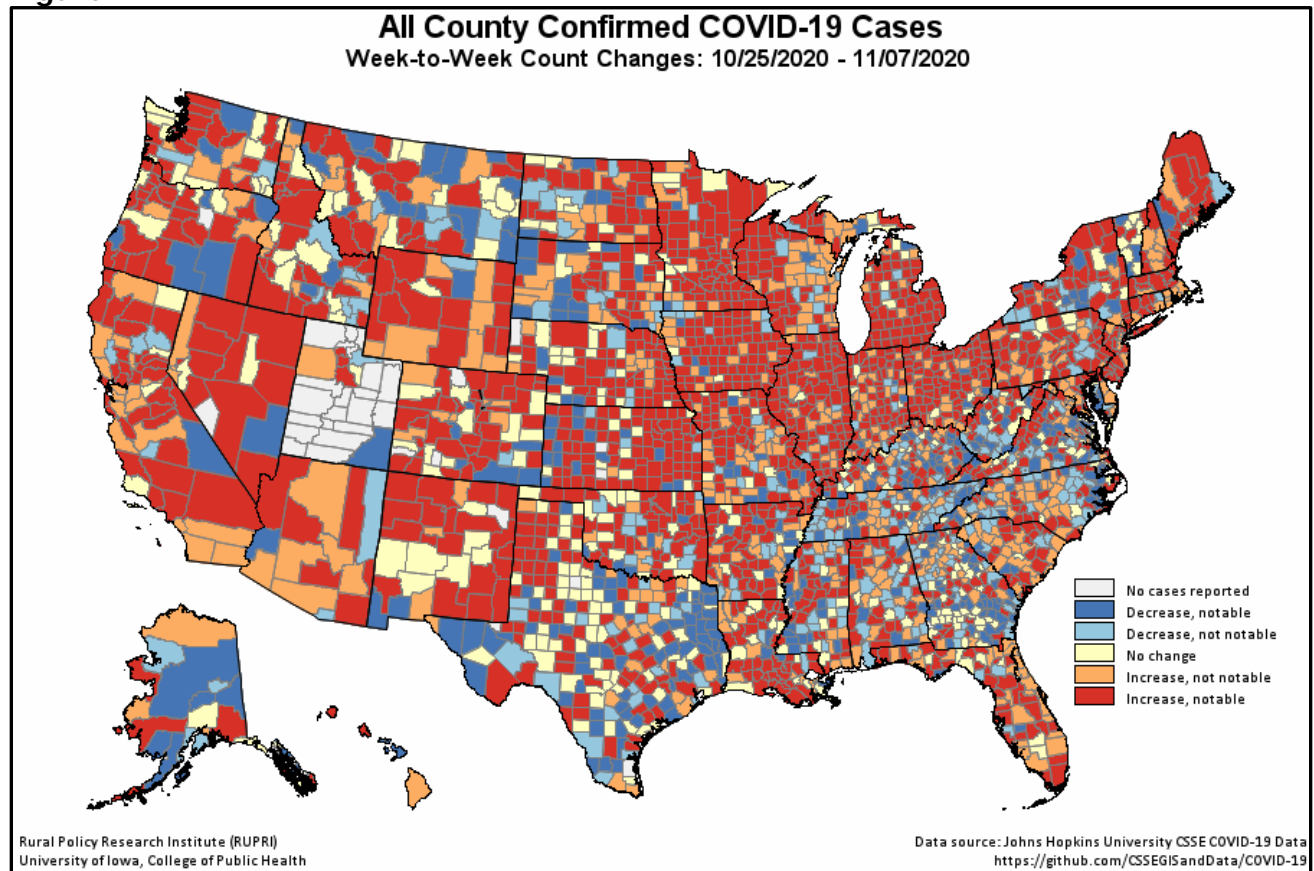 All County Confirmed COVID-19 Cases
Week-to-Week Count Changes: 10/25/2020 - 11/07/2020
No cases reported
Decrease, notable
Decrease, not notable
No change
Increase, not notable
Increase, notable
Rural Policy Research Institute (RUPRI)
University of Iowa, College of Public Health
Data source: Johns Hopkins University CSSE COVID-19 Data
https://github.com/CSSEGISandData/COVID-19